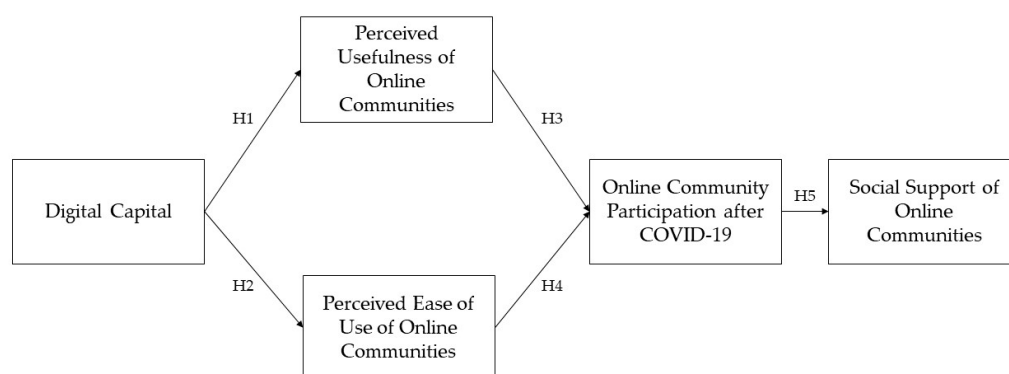 Perceived
Usefulness of
Online
Communities
H1
H3
Digital Capital
Online Community
Participation after
COVID-19
H5
Social Support of
Online
Communities
H2
H4
Perceived Ease of
Use of Online
Communities